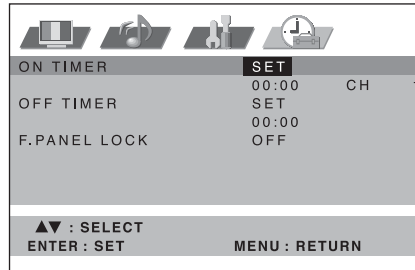 ON TIMER SET
00:00 CH
OFF TIMER SET
00:00
F.PANEL LOCK OFF
▲▼ : SELECT
ENTER : SET MENU : RETURN